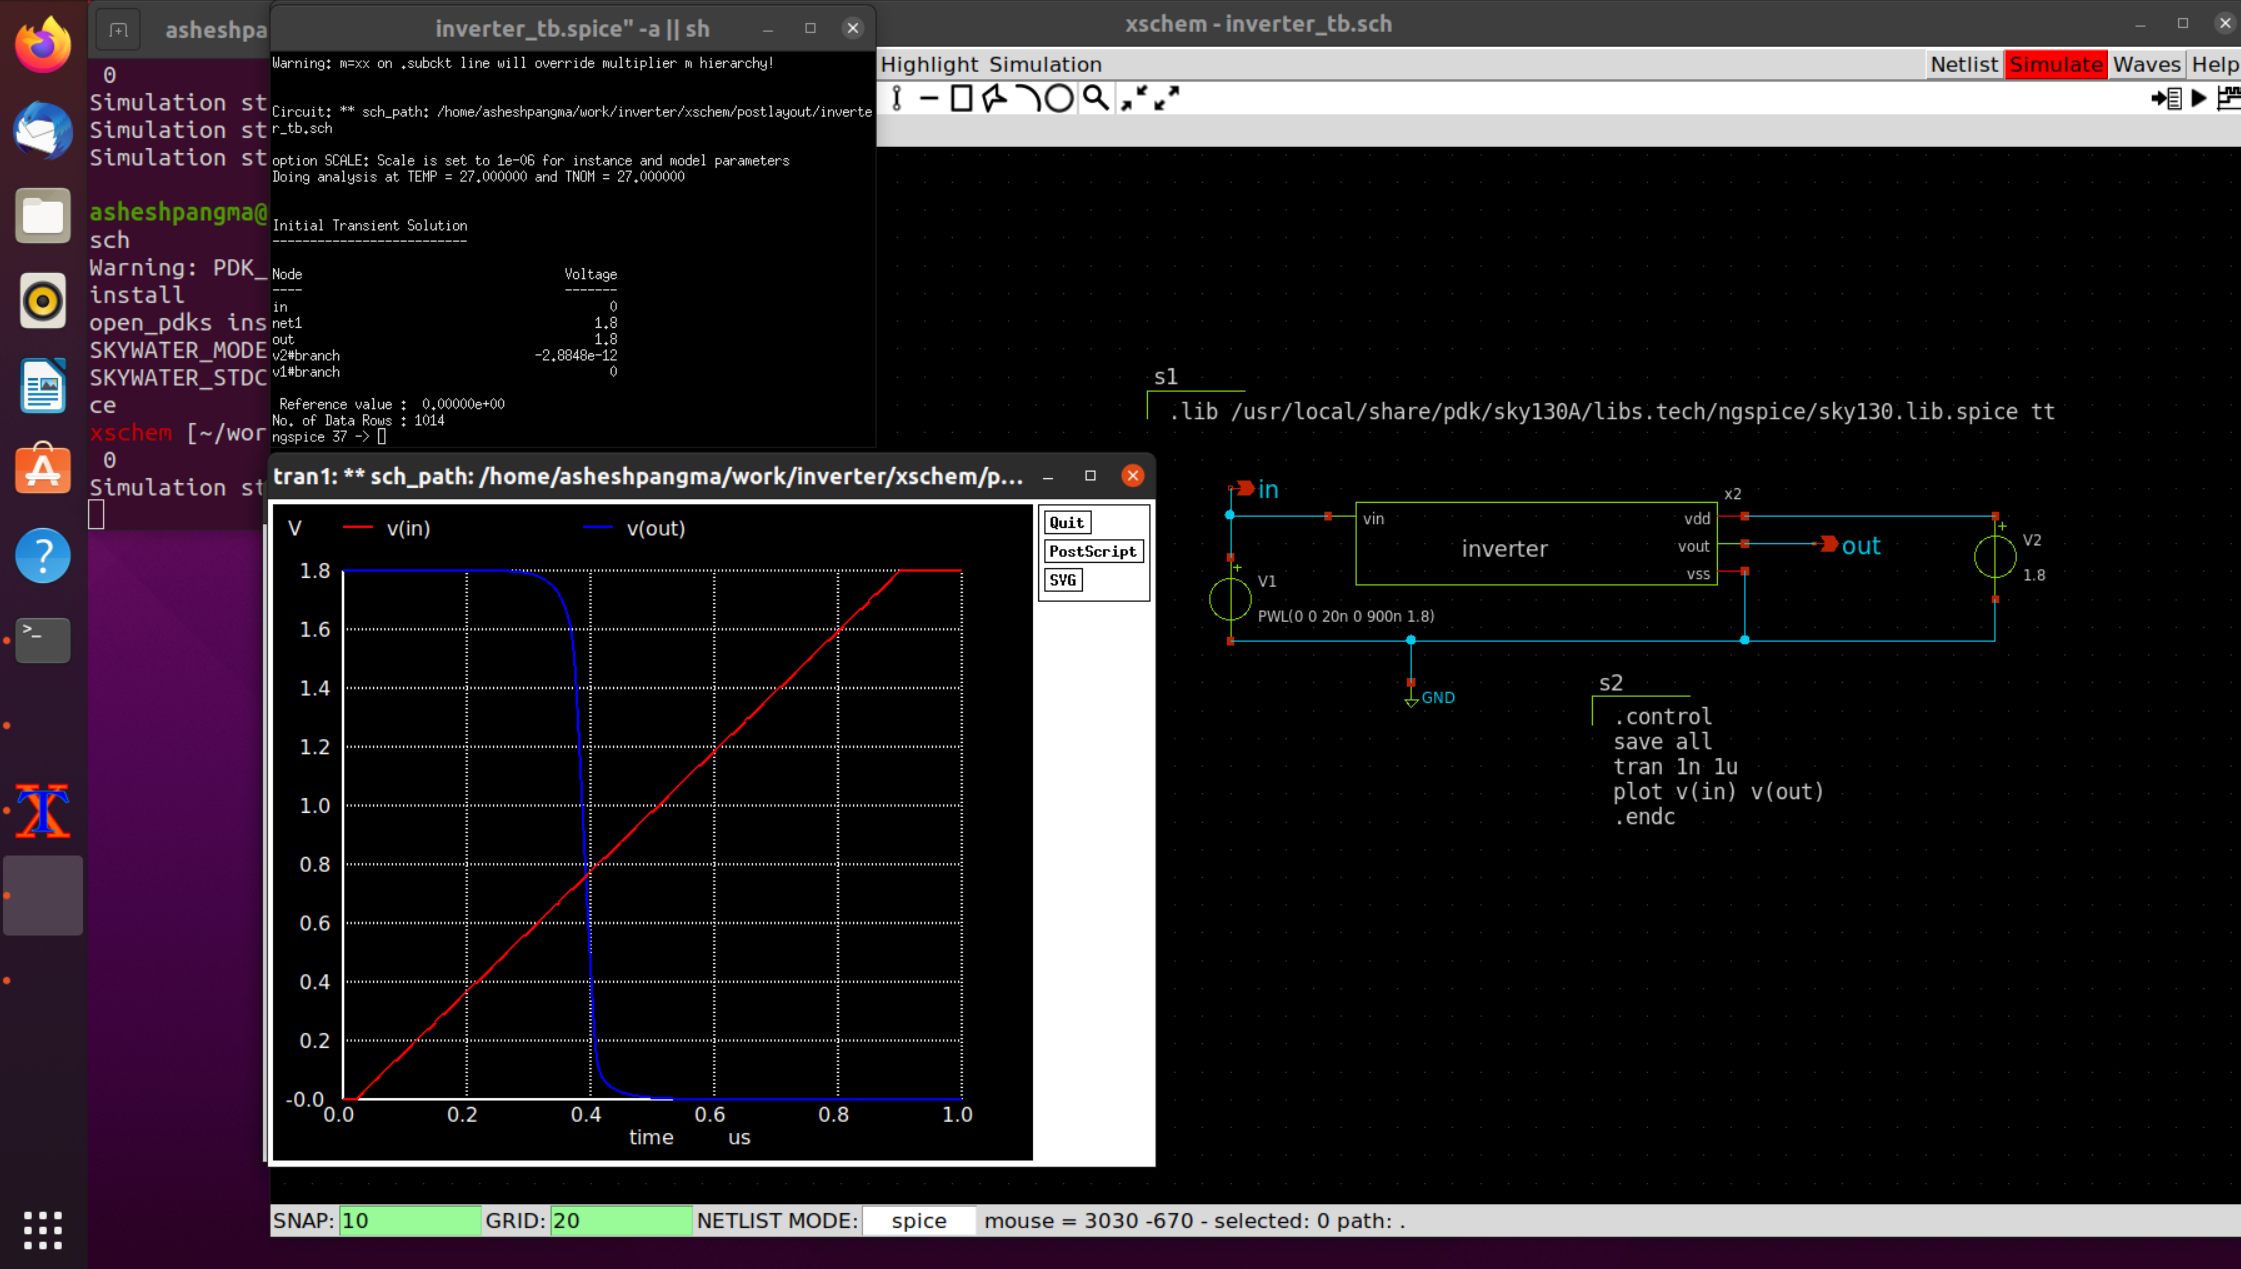 asheshpa
0
Simulation st
Simulation st
Simulation st
asheshpangma@
sch
Warning: PDK_
install
open_pdks ins
SKYWATER_MODE
SKYWATER_STDC
ce
xschem [~/wor
0
Simulation st
inverter_tb.spice" -a || sh
Warning: m=xx on .subckt line will override multiplier m hierarchy!
Circuit: ** sch_path: /home/asheshpangma/work/inverter/xschem/postlayout/inverte
r_tb.sch
option SCALE: Scale is set to 1e-06 for instance and model parameters
Doing analysis at TEMP = 27.000000 and TNOM = 27.000000
Initial Transient Solution
--------------------------
Node Voltage
---- -------
in 0
net1 1.8
out 1.8
v2#branch -2.8848e-12
v1#branch 0
Reference value : 0.00000e+00
No. of Data Rows : 1014
ngspice 37 ->
xschem - inverter_tb.sch
Highlight Simulation Netlist Simulate Waves Help
s1
.lib /usr/local/share/pdk/sky130A/libs.tech/ngspice/sky130.lib.spice tt
in
vin
inverter
x2
vdd
vout
vss
out
V2
1.8
V1
PWL(0 0 20n 0 900n 1.8)
GND
s2
.control
save all
tran 1n 1u
plot v(in) v(out)
.endc
tran1: ** sch_path: /home/asheshpangma/work/inverter/xschem/p...
V v(in) v(out)
Quit
PostScript
SVG
1.8
1.6
1.4
1.2
1.0
0.8
0.6
0.4
0.2
-0.0
0.0 0.2 0.4 0.6 0.8 1.0
time us
SNAP: 10 GRID: 20 NETLIST MODE: spice mouse = 3030 -670 - selected: 0 path: .